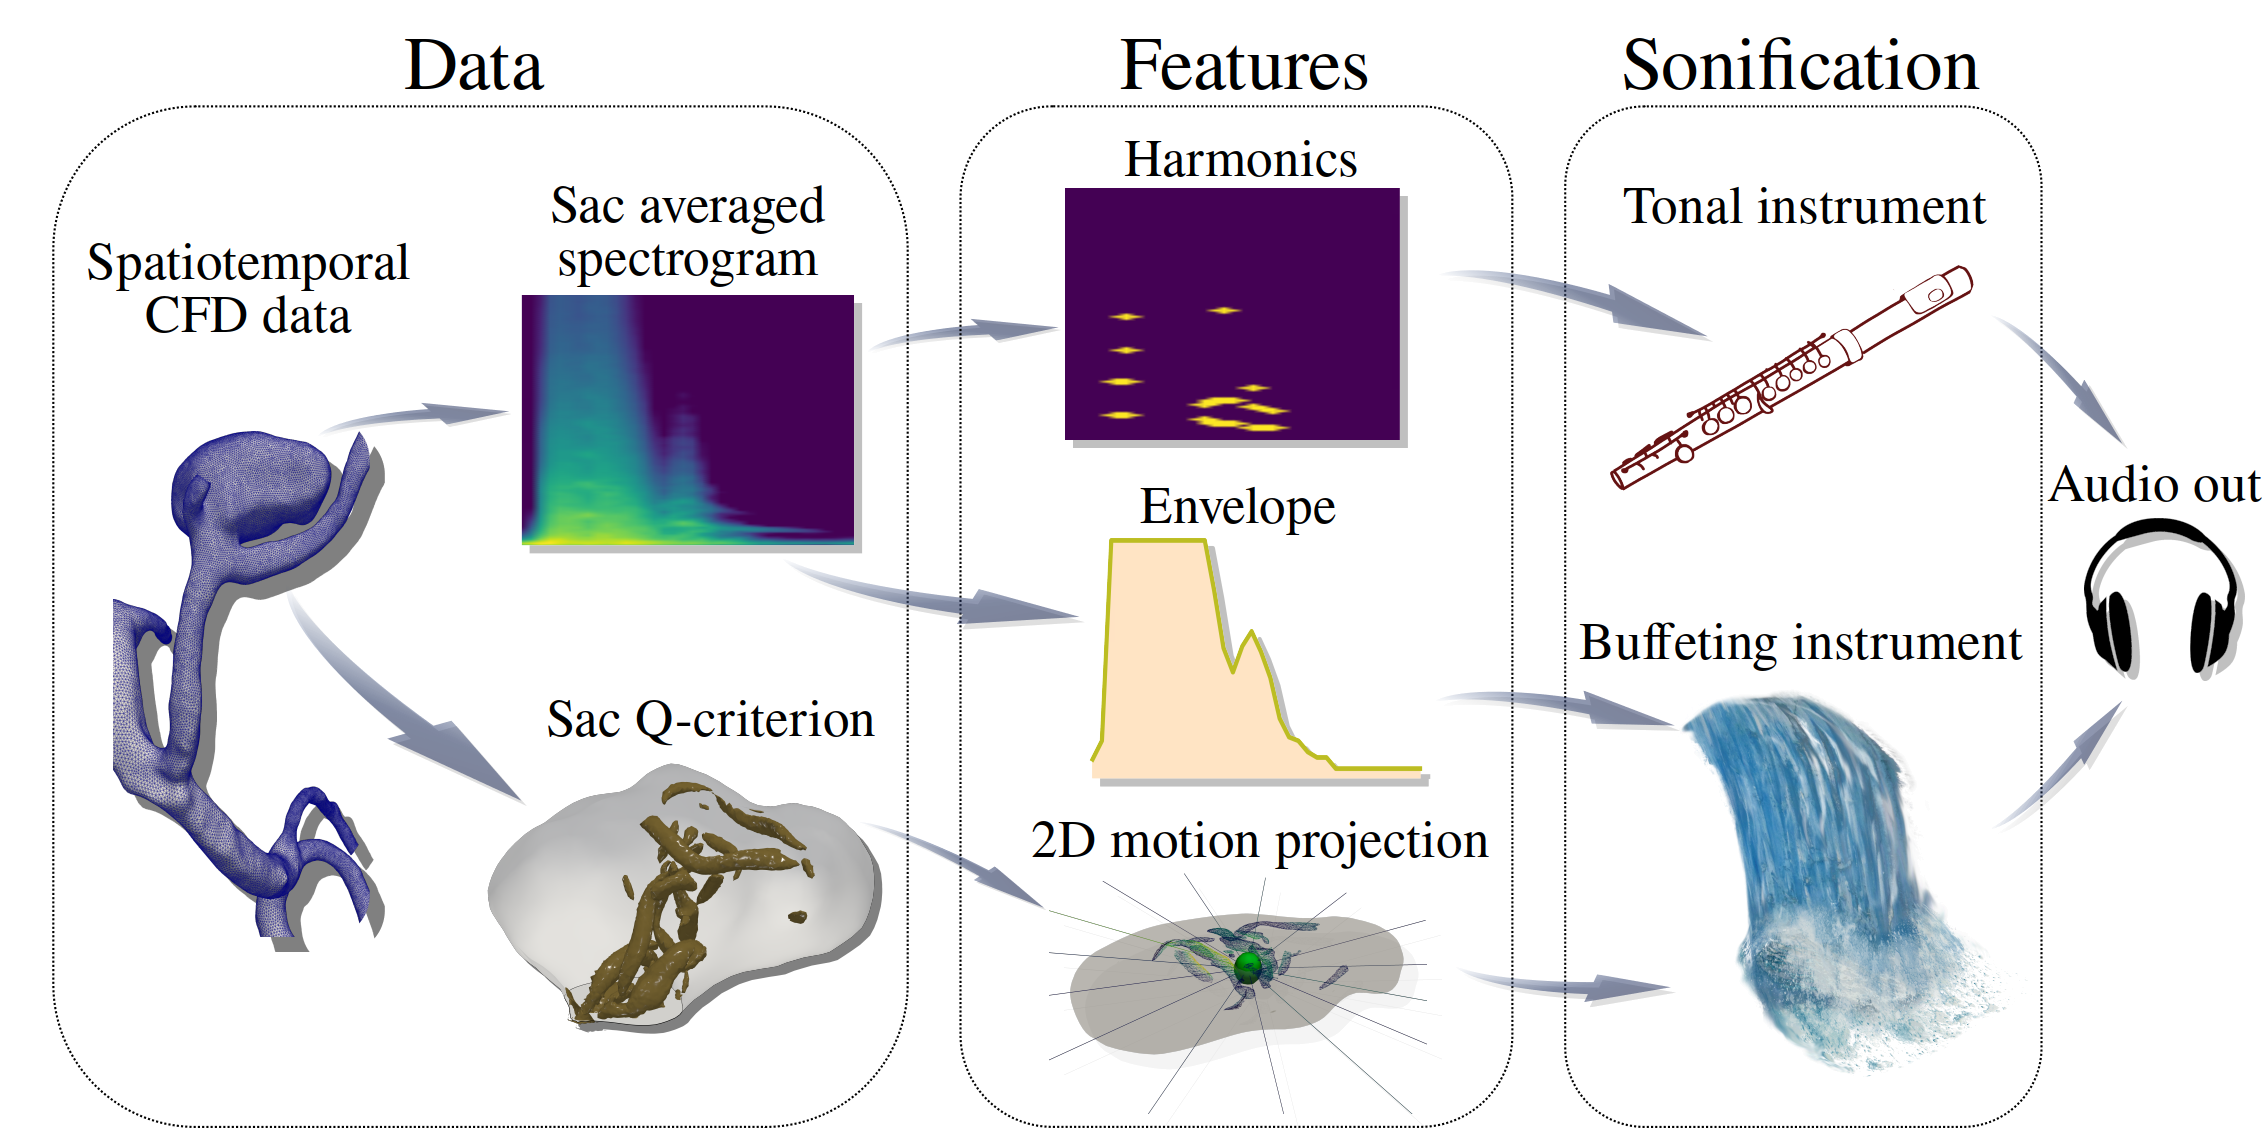 Data
Spatiotemporal
CFD data
Sac averaged
spectrogram
Sac Q-criterion
Features
Harmonics
Envelope
2D motion projection
Sonification
Tonal instrument
Buffeting instrument
Audio out